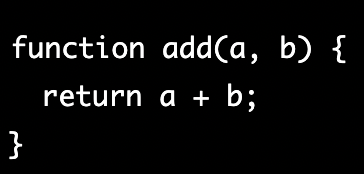 function add(a, b) {
  return a + b;
}